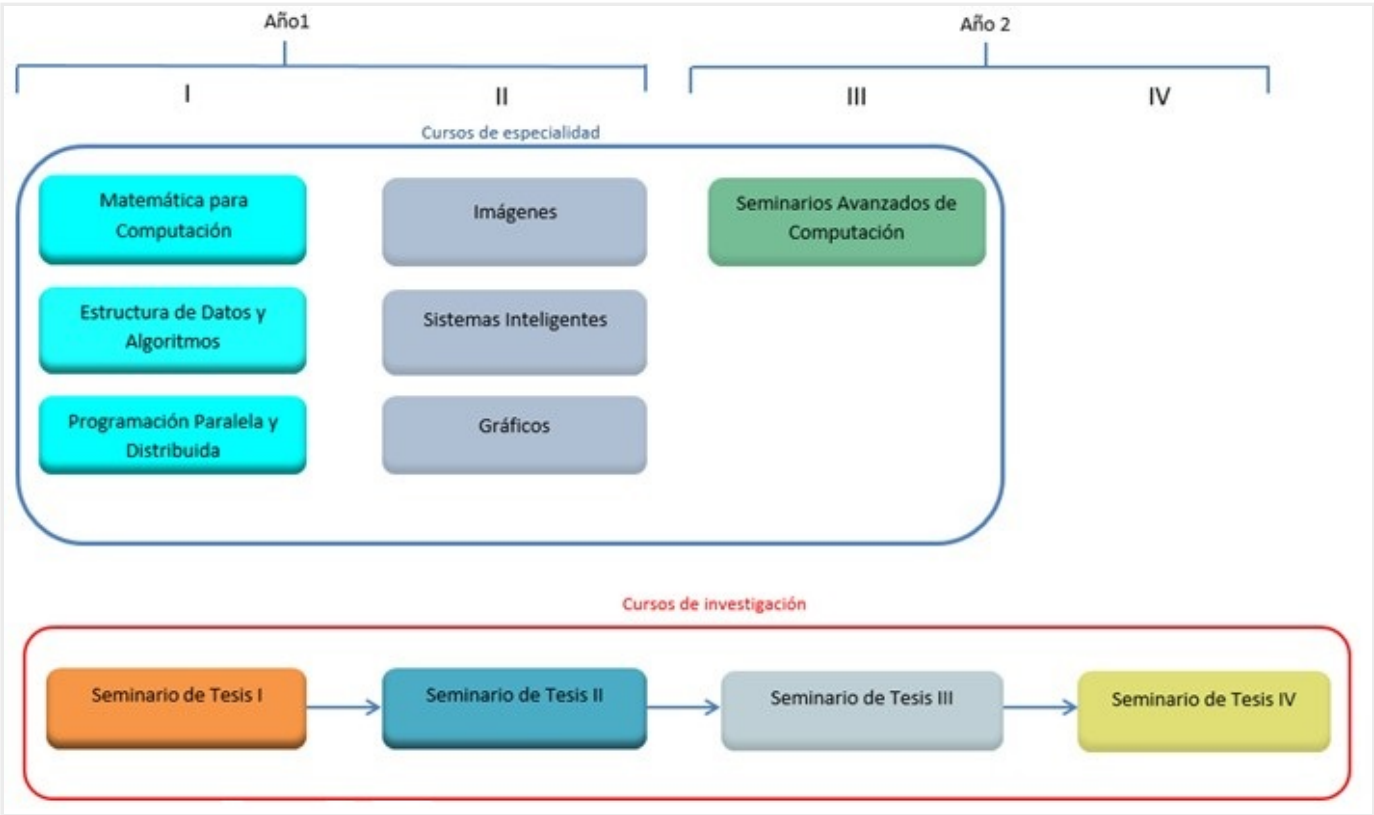 Año1
Año 2
I
II
III
IV
Cursos de especialidad
Matemática para
Computación
Imágenes
Seminarios Avanzados de
Computación
Estructura de Datos y
Algoritmos
Sistemas Inteligentes
Programación Paralela y
Distribuida
Gráficos
Cursos de investigación
Seminario de Tesis I
Seminario de Tesis II
Seminario de Tesis III
Seminario de Tesis IV